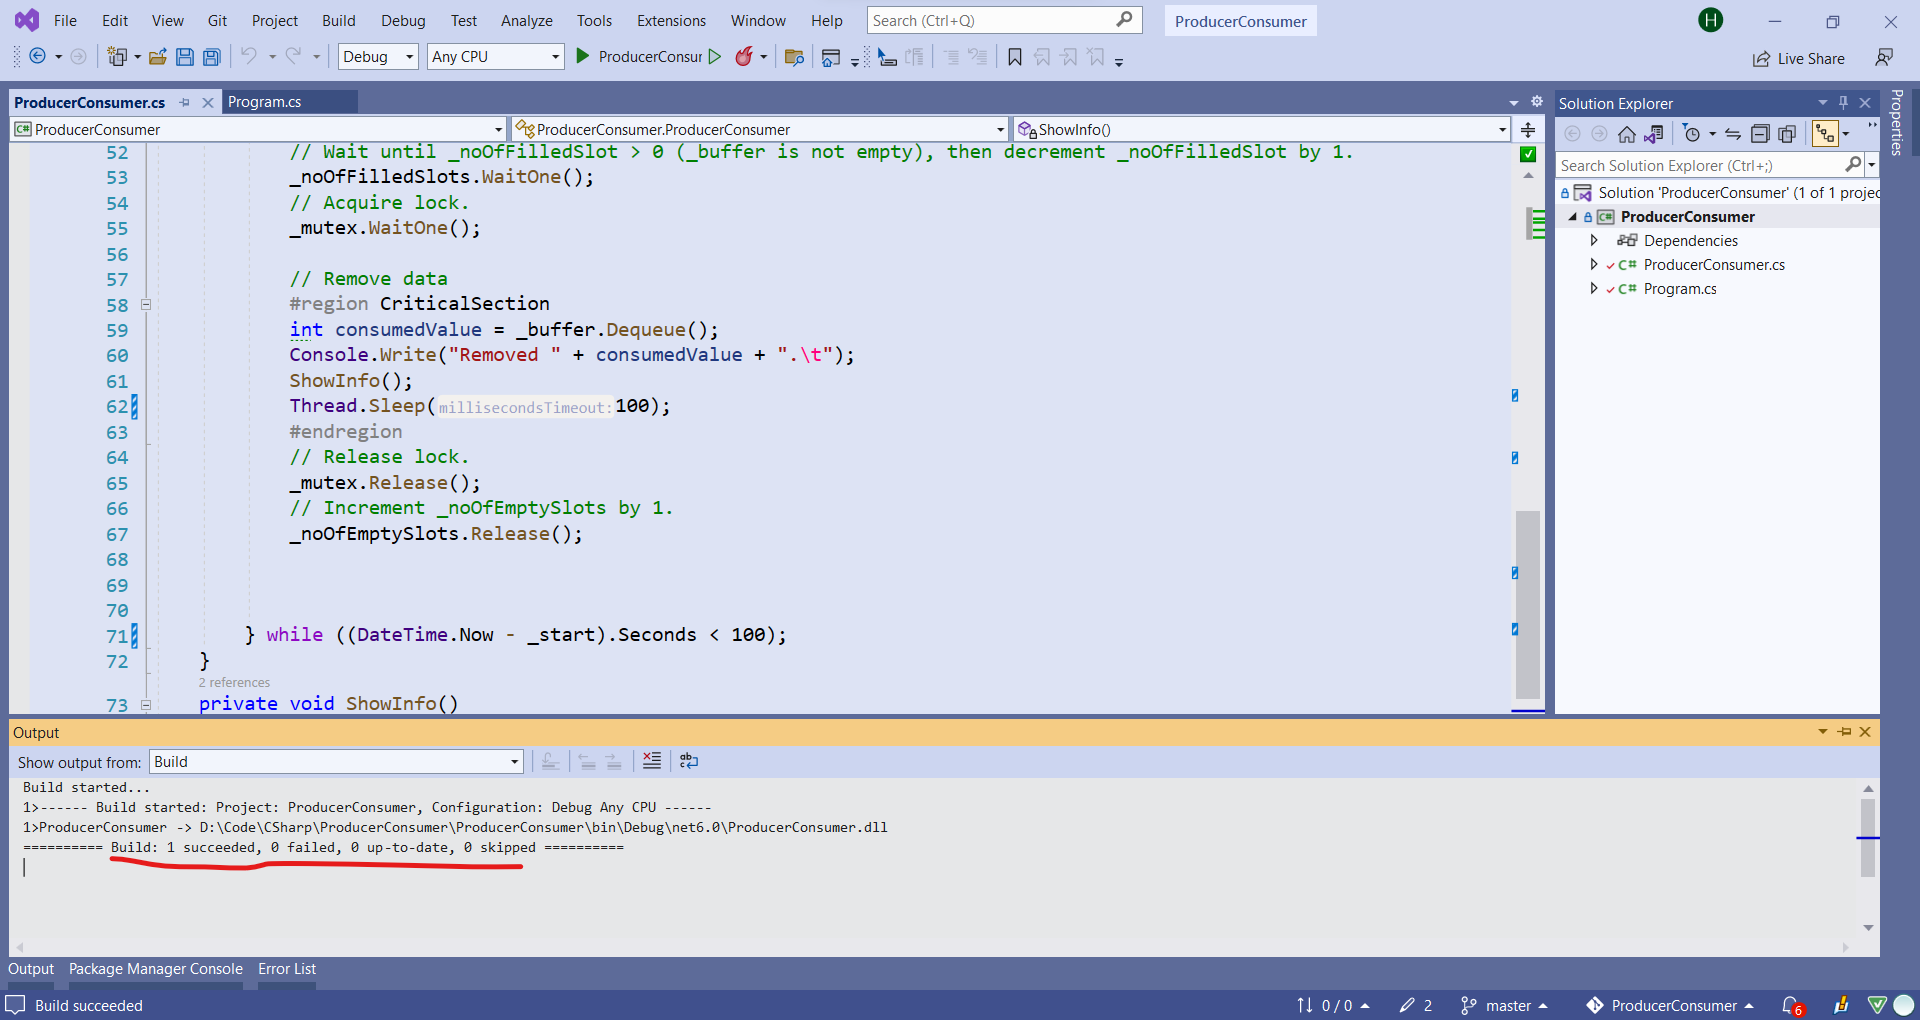 File Edit View Git Project Build Debug Test Analyze Tools Extensions Window Help Search (Ctrl+Q) ProducerConsumer H
Debug Any CPU ProducerConsur Live Share
ProducerConsumer.cs Program.cs
C# ProducerConsumer ProducerConsumer.ProducerConsumer ShowInfo()
52 // Wait until _noOfFilledSlot > 0 (_buffer is not empty), then decrement _noOfFilledSlot by 1.
53 _noOfFilledSlots.WaitOne();
54 // Acquire lock.
55 _mutex.WaitOne();
56
57 // Remove data
58 #region CriticalSection
59 int consumedValue = _buffer.Dequeue();
60 Console.Write("Removed " + consumedValue + ".\t");
61 ShowInfo();
62 Thread.Sleep(millisecondsTimeout:100);
63 #endregion
64 // Release lock.
65 _mutex.Release();
66 // Increment _noOfEmptySlots by 1.
67 _noOfEmptySlots.Release();
68
69
70
71 } while ((DateTime.Now - _start).Seconds < 100);
72 }
2 references
73 private void ShowInfo()
Solution Explorer
Search Solution Explorer (Ctrl+;)
Solution 'ProducerConsumer' (1 of 1 projec
C# ProducerConsumer
Dependencies
C# ProducerConsumer.cs
C# Program.cs
Properties
Output
Show output from: Build
Build started...
1>------ Build started: Project: ProducerConsumer, Configuration: Debug Any CPU ------
1>ProducerConsumer -> D:\Code\CSharp\ProducerConsumer\ProducerConsumer\bin\Debug\net6.0\ProducerConsumer.dll
========== Build: 1 succeeded, 0 failed, 0 up-to-date, 0 skipped ==========
Output Package Manager Console Error List
Build succeeded 0 / 0 2 master ProducerConsumer 6